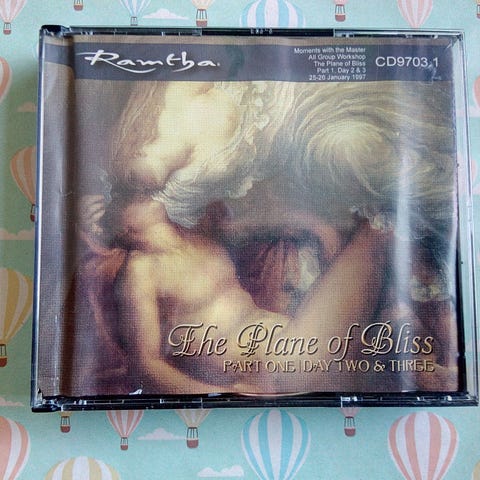 Ramtha®
Moments with the Master
All Group Workshop
The Plane of Bliss
Part 1, Day 2 & 3
25-26 January 1997
CD9703.1
The Plane of Bliss
PART ONE DAY TWO & THREE